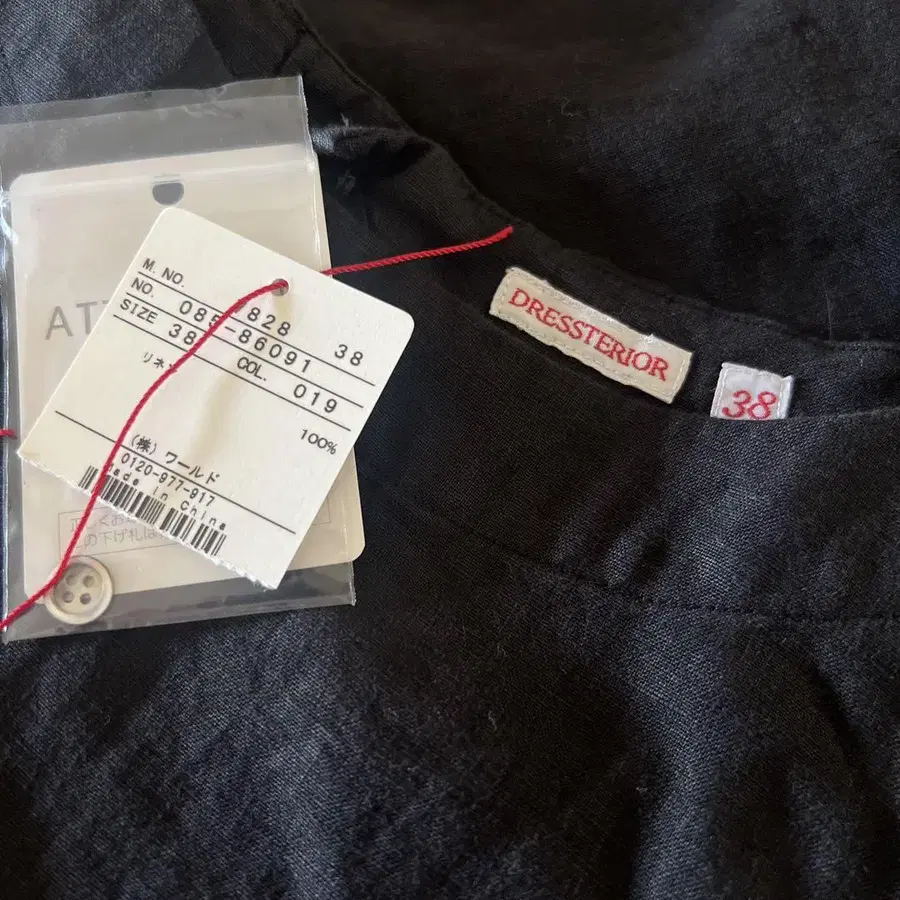 M. NO.
828 38
NO. 085-86091
SIZE 38 COL. 019
リネン 100%
(株) ワールド
0120-977-917
Made in China
DRESSTERIOR
38